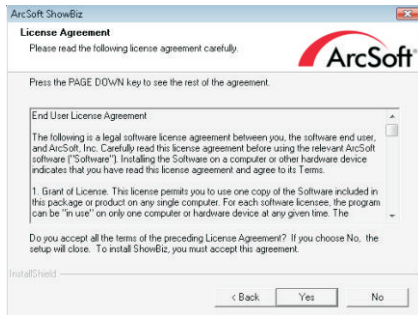 ArcSoft ShowBiz
License Agreement
Please read the following license agreement carefully.
ArcSoft®
Press the PAGE DOWN key to see the rest of the agreement.
End User License Agreement
The following is a legal software license agreement between you, the software end user,
and ArcSoft, Inc. Carefully read this license agreement before using the relevant ArcSoft
software ("Software"). Installing the Software on a computer or other hardware device
indicates that you have read this license agreement and agree to its Terms.
1. Grant of License. This license permits you to use one copy of the Software included in
this package or product on any single computer. For each software licensee, the program
can be "in use" on only one computer or hardware device at any given time. The
Do you accept all the terms of the preceding License Agreement? If you choose No, the
setup will close. To install ShowBiz, you must accept this agreement.
InstallShield
< Back
Yes
No